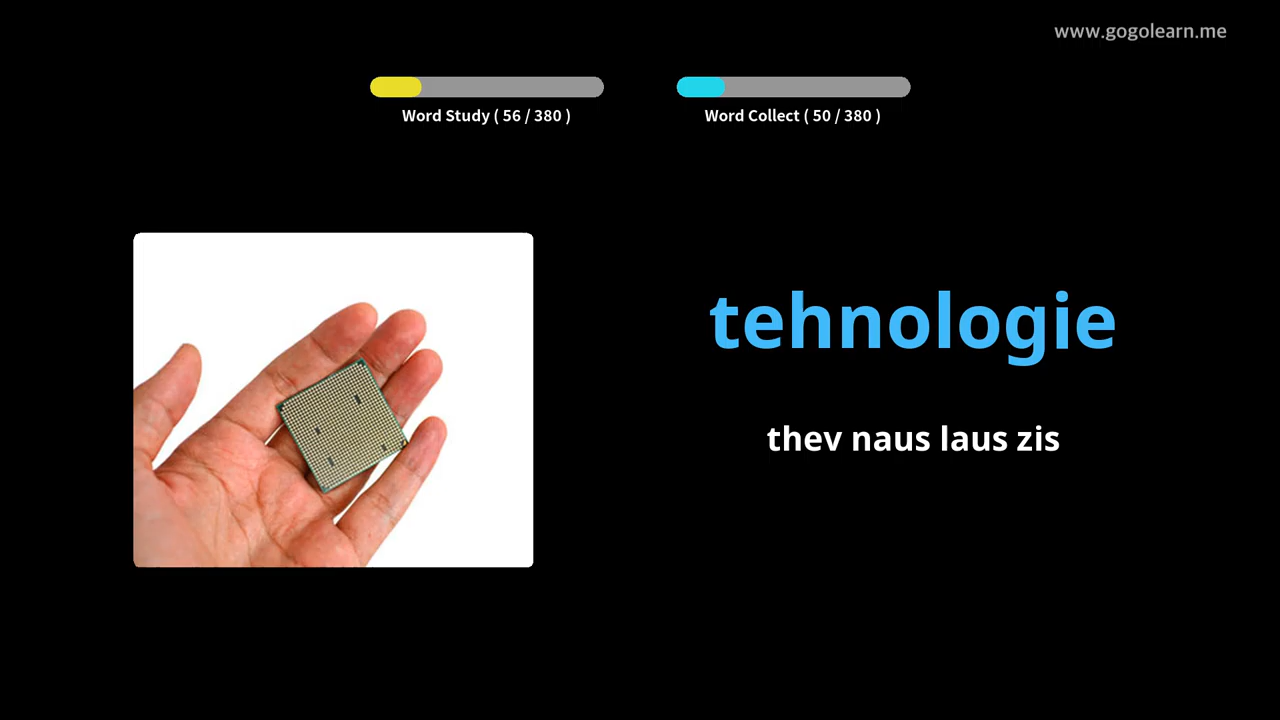 www.gogolearn.me
Word Study ( 56 / 380 )
Word Collect ( 50 / 380 )
tehnologie
thev naus laus zis